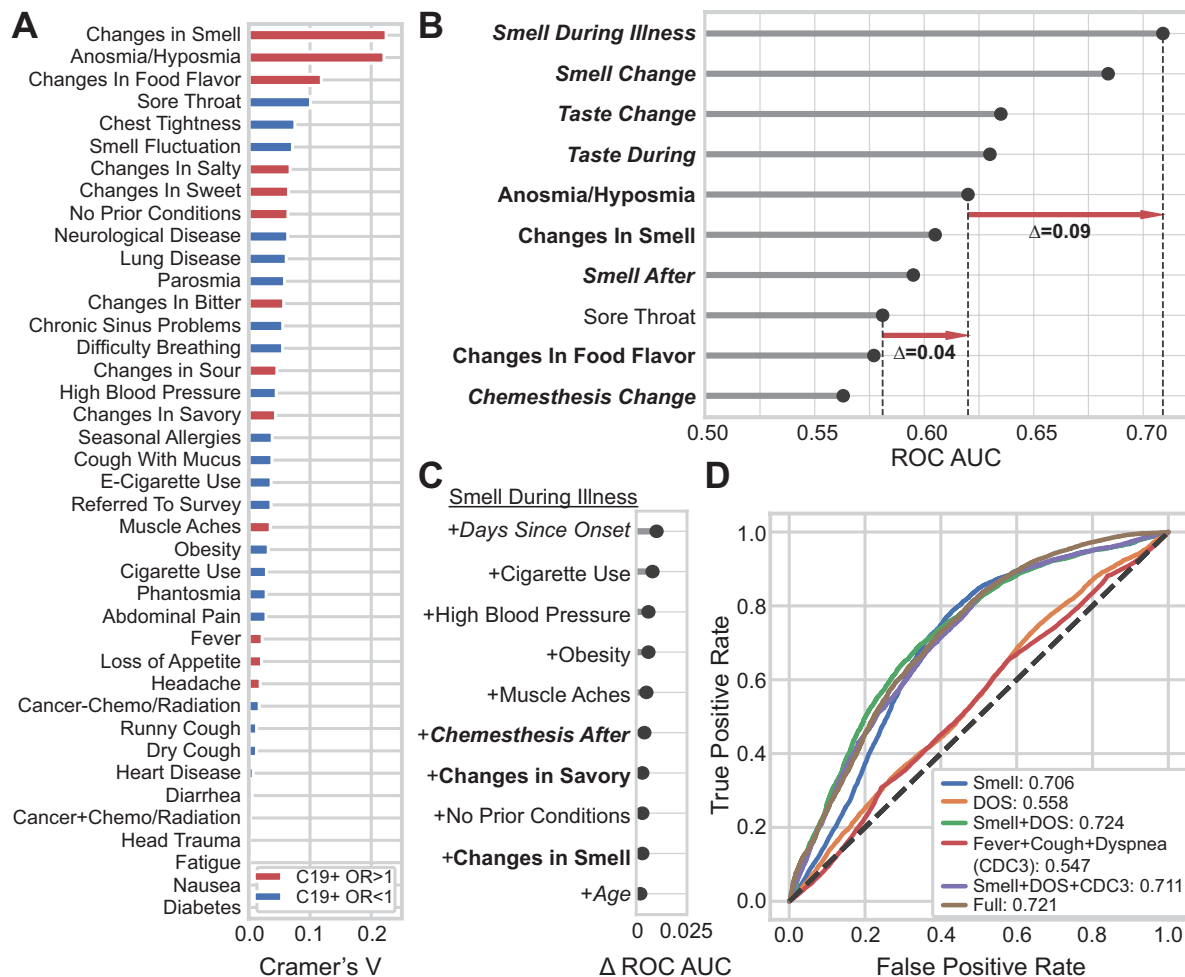 A
Changes in Smell
Anosmia/Hyposmia
Changes In Food Flavor
Sore Throat
Chest Tightness
Smell Fluctuation
Changes In Salty
Changes In Sweet
No Prior Conditions
Neurological Disease
Lung Disease
Parosmia
Changes In Bitter
Chronic Sinus Problems
Difficulty Breathing
Changes in Sour
High Blood Pressure
Changes In Savory
Seasonal Allergies
Cough With Mucus
E-Cigarette Use
Referred To Survey
Muscle Aches
Obesity
Cigarette Use
Phantosmia
Abdominal Pain
Fever
Loss of Appetite
Headache
Cancer-Chemo/Radiation
Runny Cough
Dry Cough
Heart Disease
Diarrhea
Cancer+Chemo/Radiation
Head Trauma
Fatigue
Nausea
Diabetes
C19+ OR>1
C19+ OR<1
0.0 0.1 0.2
Cramer's V
B
Smell During Illness
Smell Change
Taste Change
Taste During
Anosmia/Hyposmia
Changes In Smell
Smell After
Sore Throat
Changes In Food Flavor
Chemesthesis Change
Δ=0.09
Δ=0.04
0.50 0.55 0.60 0.65 0.70
ROC AUC
C
Smell During Illness
+Days Since Onset
+Cigarette Use
+High Blood Pressure
+Obesity
+Muscle Aches
+Chemesthesis After
+Changes in Savory
+No Prior Conditions
+Changes in Smell
+Age
0 0.025
Δ ROC AUC
D
True Positive Rate
1.0
0.8
0.6
0.4
0.2
0.0
Smell: 0.706
DOS: 0.558
Smell+DOS: 0.724
Fever+Cough+Dyspnea
(CDC3): 0.547
Smell+DOS+CDC3: 0.711
Full: 0.721
0.0 0.2 0.4 0.6 0.8 1.0
False Positive Rate